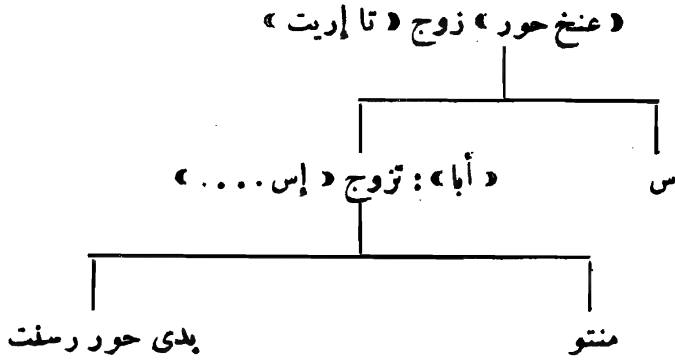 « عنخ حور » زوج « تا إريت »
س « أبا » : تزوج « إس . . . . »
منتو بدى حور رسنت